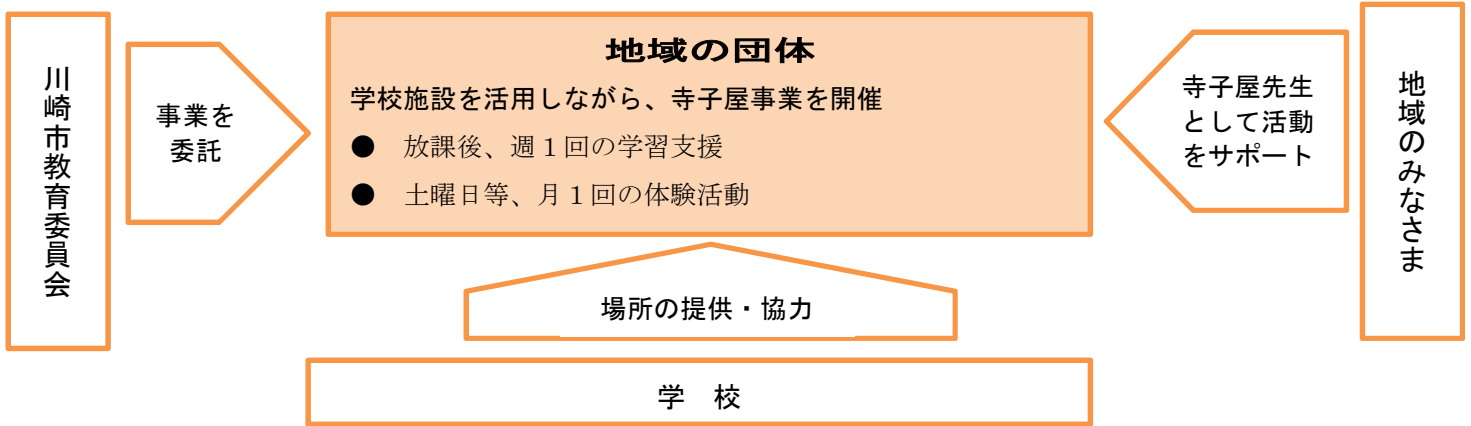 川崎市教育委員会
事業を
委託
地域の団体
学校施設を活用しながら、寺子屋事業を開催
● 放課後、週１回の学習支援
● 土曜日等、月１回の体験活動
寺子屋先生
として活動
をサポート
地域のみなさま
場所の提供・協力
学　校